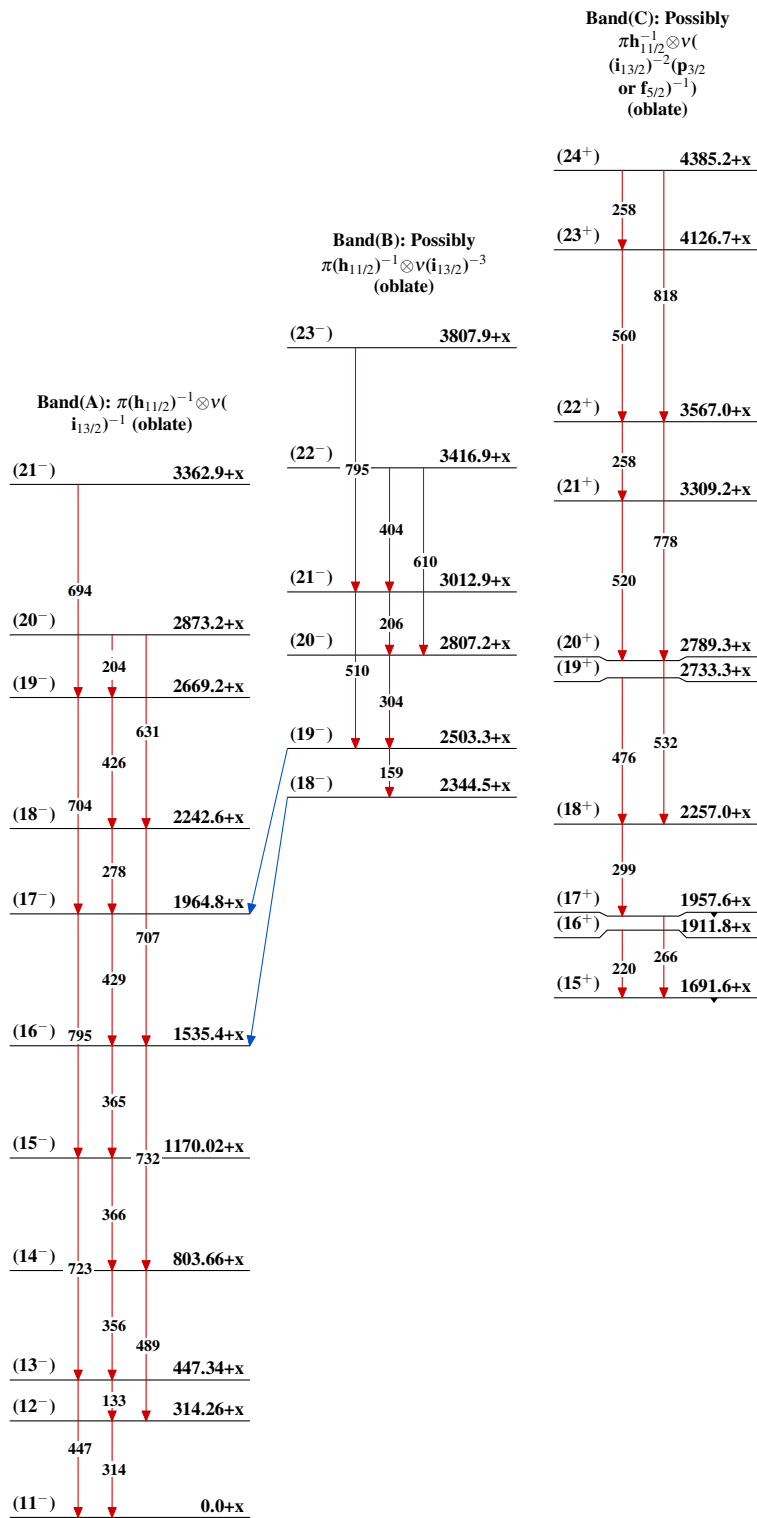 Band(A): π(h₁₁/₂)⁻¹⊗ν(
i₁₃/₂)⁻¹ (oblate)
(21⁻) 3362.9+x
694
(20⁻) 2873.2+x
204
631
(19⁻) 2669.2+x
426
704
(18⁻) 2242.6+x
278
707
(17⁻) 1964.8+x
429
795
(16⁻) 1535.4+x
365
732
(15⁻) 1170.02+x
366
723
(14⁻) 803.66+x
356
489
(13⁻) 447.34+x
133
447
(12⁻) 314.26+x
314
(11⁻) 0.0+x
Band(B): Possibly
π(h₁₁/₂)⁻¹⊗ν(i₁₃/₂)⁻³
(oblate)
(23⁻) 3807.9+x
795
(22⁻) 3416.9+x
404
610
(21⁻) 3012.9+x
206
510
(20⁻) 2807.2+x
304
(19⁻) 2503.3+x
159
(18⁻) 2344.5+x
Band(C): Possibly
πh₁₁/₂⁻¹⊗ν(
(i₁₃/₂)⁻²(p₃/₂
or f₅/₂)⁻¹)
(oblate)
(24⁺) 4385.2+x
258
818
(23⁺) 4126.7+x
560
(22⁺) 3567.0+x
258
778
(21⁺) 3309.2+x
520
(20⁺) 2789.3+x
532
(19⁺) 2733.3+x
476
(18⁺) 2257.0+x
299
(17⁺) 1957.6+x
266
(16⁺) 1911.8+x
220
(15⁺) 1691.6+x